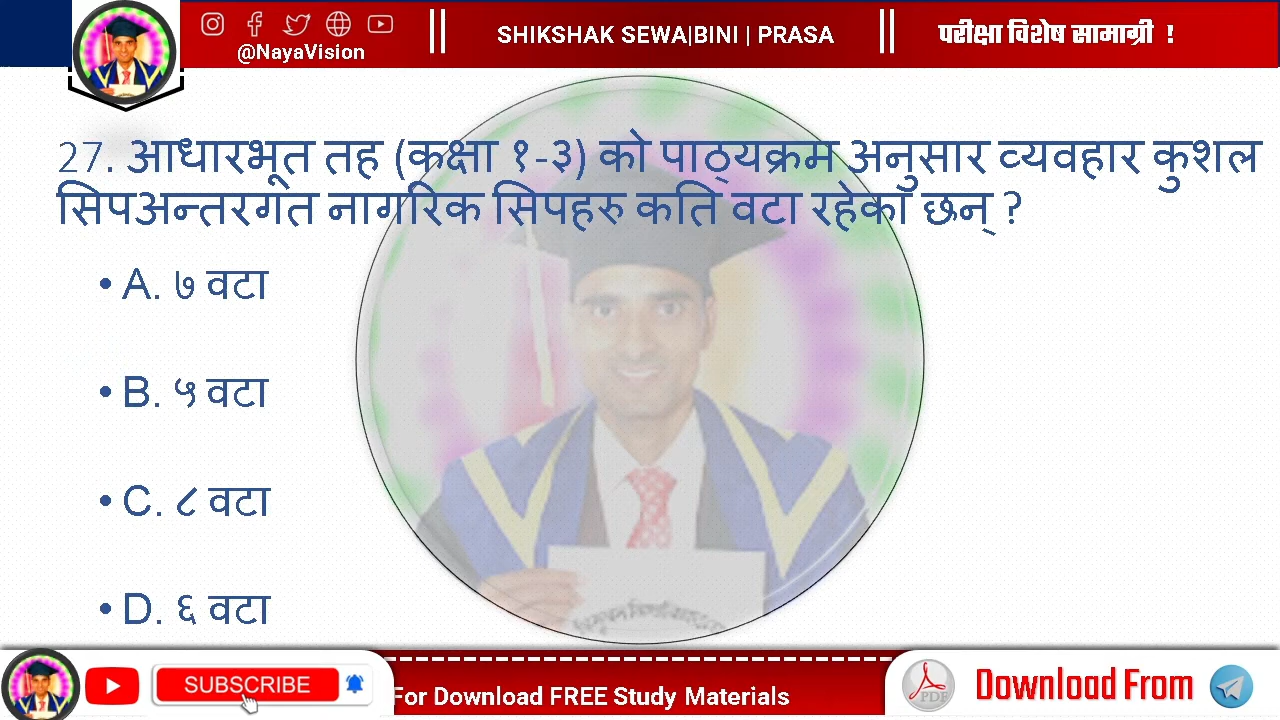 @NayaVision
SHIKSHAK SEWA|BINI | PRASA
परीक्षा विशेष सामाग्री !
27. आधारभूत तह (कक्षा १-३) को पाठ्यक्रम अनुसार व्यवहार कुशल
सिपअन्तरगत नागरिक सिपहरु कति वटा रहेका छन् ?
• A. ७ वटा
• B. ५ वटा
• C. ८ वटा
• D. ६ वटा
SUBSCRIBE
For Download FREE Study Materials
PDF
Download From